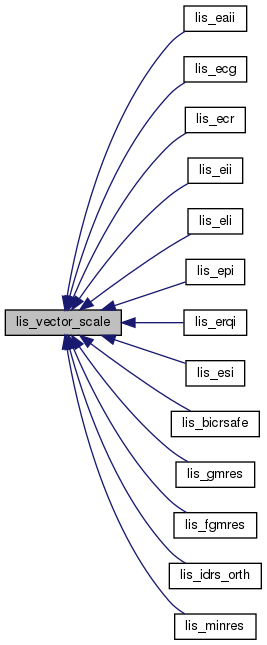 lis_eaii
lis_ecg
lis_ecr
lis_eii
lis_eli
lis_epi
lis_vector_scale
lis_erqi
lis_esi
lis_bicrsafe
lis_gmres
lis_fgmres
lis_idrs_orth
lis_minres